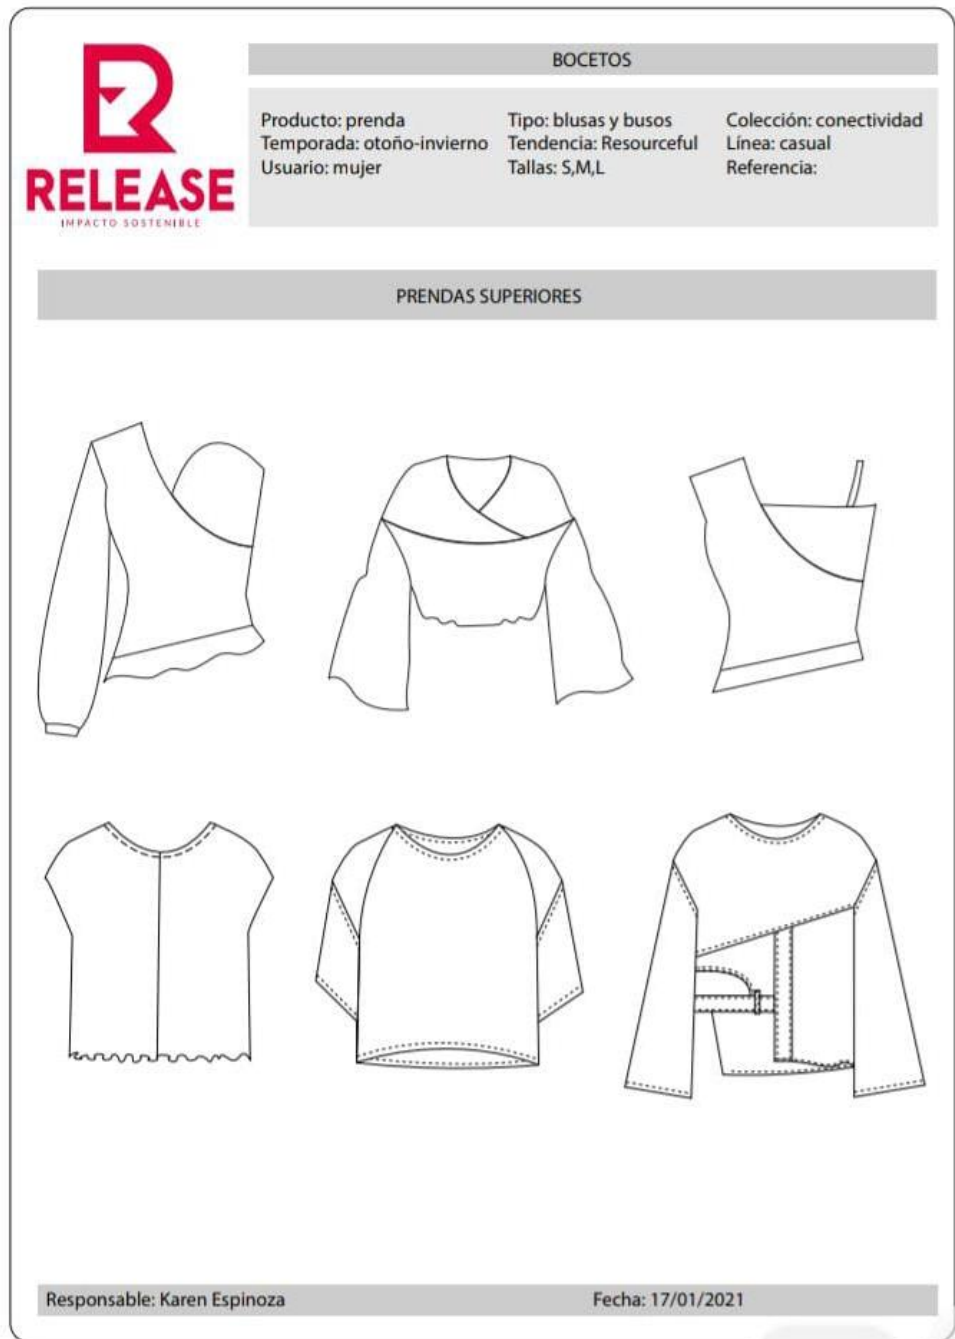 RELEASE
IMPACTO SOSTENIBLE
BOCETOS
Producto: prenda
Temporada: otoño-invierno
Usuario: mujer
Tipo: blusas y busos
Tendencia: Resourceful
Tallas: S,M,L
Colección: conectividad
Línea: casual
Referencia:
PRENDAS SUPERIORES
Responsable: Karen Espinoza
Fecha: 17/01/2021